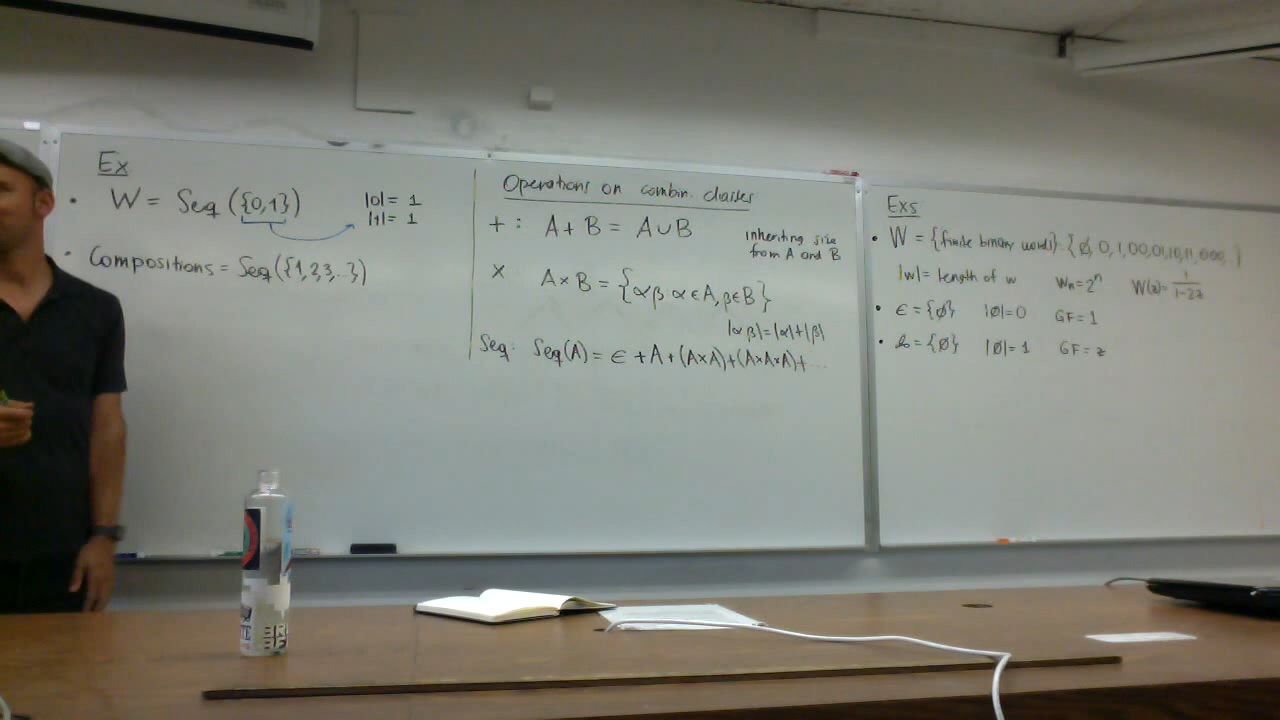 Ex
• W = Seq ({0,1})
|0| = 1
|1| = 1
• Compositions = Seq({1,2,3,...})
Operations on combin. classes
+ : A + B = A ∪ B
inheriting size
from A and B
× A × B = {αβ α ∈ A, β ∈ B}
|αβ| = |α| + |β|
Seq: Seq(A) = ϵ + A + (A×A) + (A×A×A) + ...
Exs
• W = {finite binary words} {∅, 0, 1, 00, 01, 10, 11, 000, }
|w| = length of w Wn = 2^n W(z) = 1/(1-2z)
• ϵ = {∅} |∅| = 0 GF = 1
= {∅} |∅| = 1 GF = z